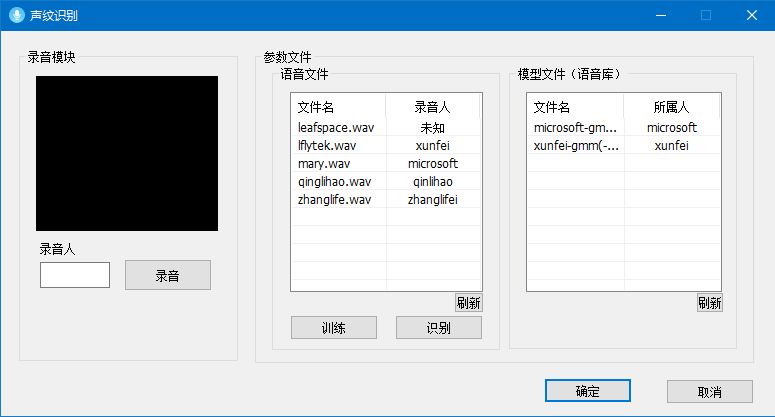 声纹识别
录音模块
录音人
录音
参数文件
语音文件
文件名 录音人
leafspace.wav 未知
lflytek.wav xunfei
mary.wav microsoft
qinglihao.wav qinlihao
zhanglife.wav zhanglifei
刷新
训练 识别
模型文件（语音库）
文件名 所属人
microsoft-gm... microsoft
xunfei-gmm(-... xunfei
刷新
确定 取消